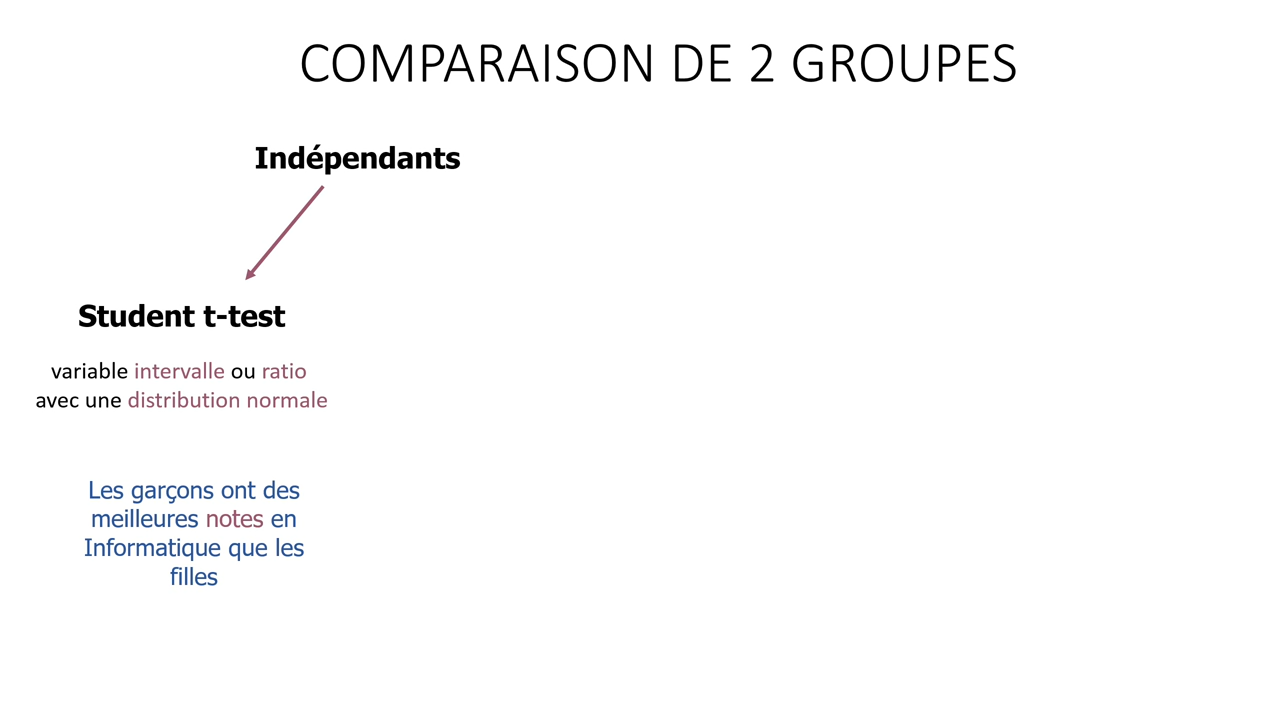 COMPARAISON DE 2 GROUPES
Indépendants
Student t-test
variable intervalle ou ratio
avec une distribution normale
Les garçons ont des
meilleures notes en
Informatique que les
filles